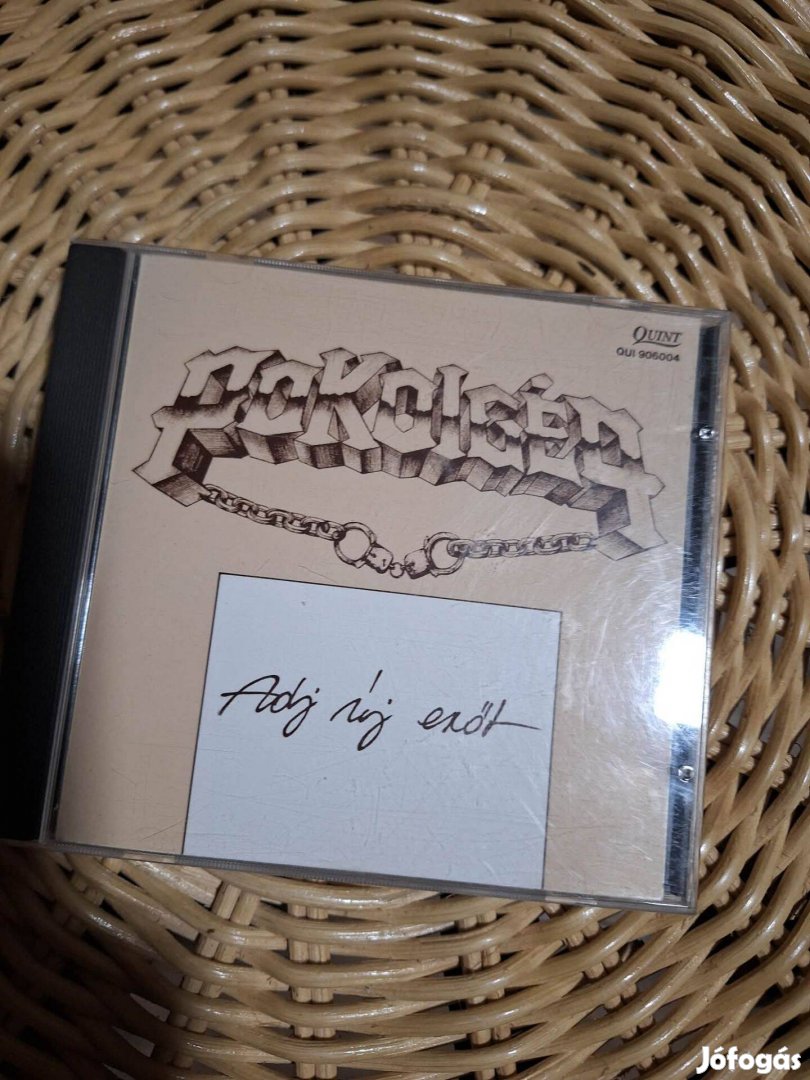 QUINT
QUI 906004
POKOLGÉP
Adj új erőt
Jófogás